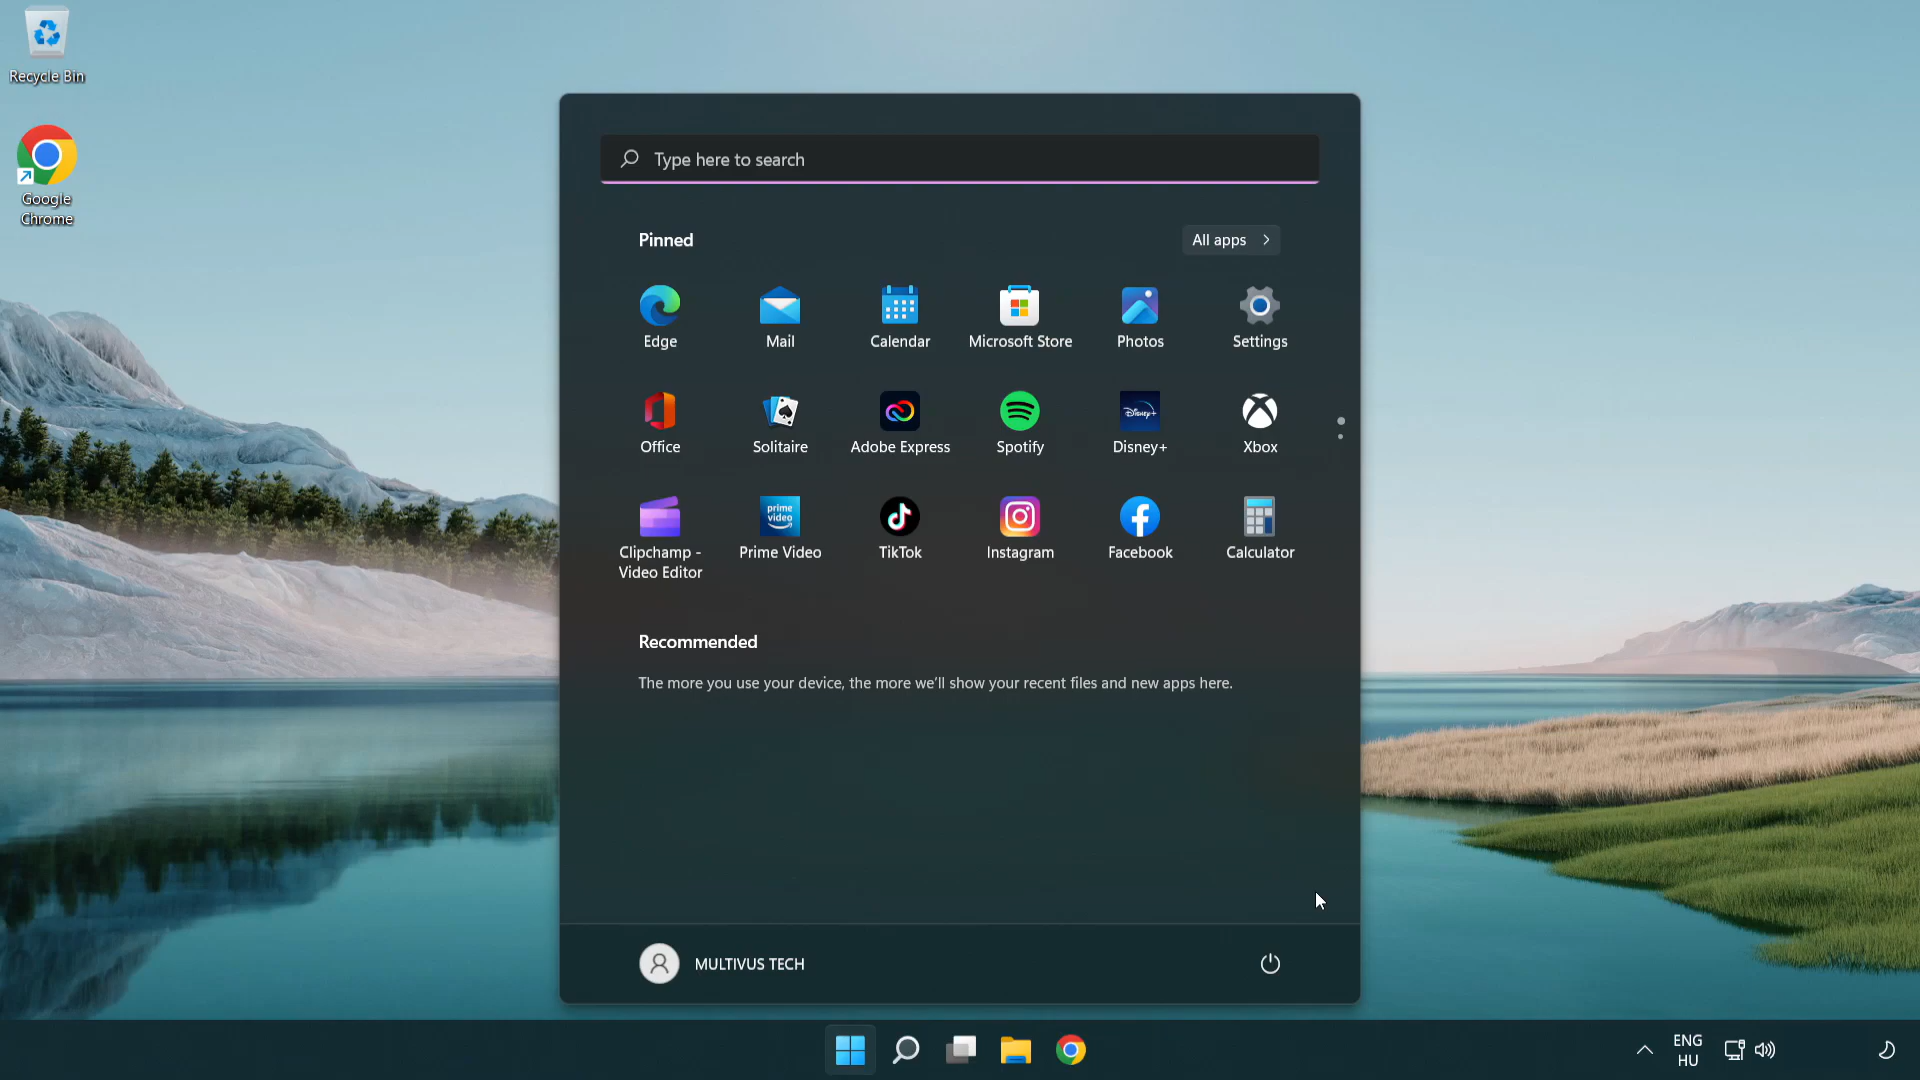 Recycle Bin
Google
Chrome
Type here to search
Pinned
All apps
Edge
Mail
Calendar
Microsoft Store
Photos
Settings
Office
Solitaire
Adobe Express
Spotify
Disney+
Disney+
Xbox
prime
video
Clipchamp -
Video Editor
Prime Video
TikTok
Instagram
Facebook
Calculator
Recommended
The more you use your device, the more we'll show your recent files and new apps here.
MULTIVUS TECH
ENG
HU